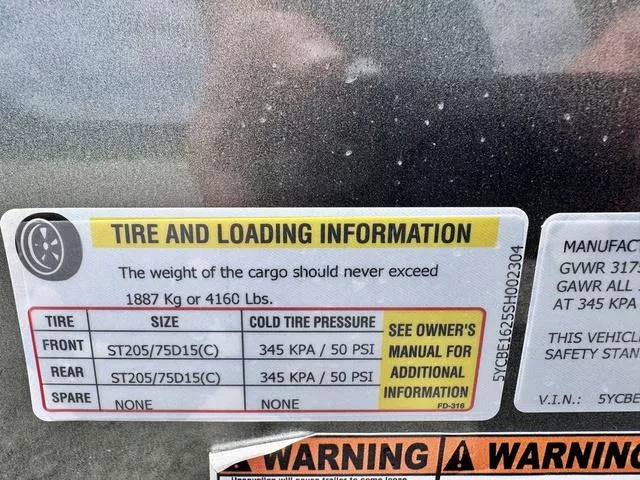 TIRE AND LOADING INFORMATION
The weight of the cargo should never exceed
1887 Kg or 4160 Lbs.
TIRE SIZE COLD TIRE PRESSURE
FRONT ST205/75D15(C) 345 KPA / 50 PSI
REAR ST205/75D15(C) 345 KPA / 50 PSI
SPARE NONE NONE
SEE OWNER'S
MANUAL FOR
ADDITIONAL
INFORMATION
FD-316
5YCBE1625SH002304
MANUFACT
GVWR 3175
GAWR ALL
AT 345 KPA
THIS VEHICL
SAFETY STAN
V.I.N.: 5YCBE
WARNING WARNING